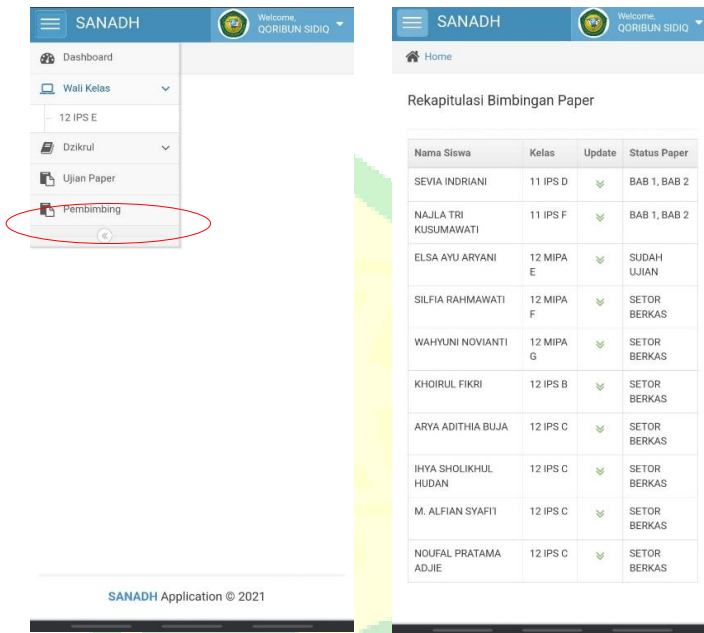 SANADH
Welcome,
QORIBUN SIDIQ
Dashboard
Wali Kelas
12 IPS E
Dzikrul
Ujian Paper
Pembimbing
SANADH Application © 2021
SANADH
Welcome,
QORIBUN SIDIQ
Home
Rekapitulasi Bimbingan Paper
Nama Siswa Kelas Update Status Paper
SEVIA INDRIANI 11 IPS D BAB 1, BAB 2
NAJLA TRI 11 IPS F BAB 1, BAB 2
KUSUMAWATI
ELSA AYU ARYANI 12 MIPA SUDAH
E UJIAN
SILFIA RAHMAWATI 12 MIPA SETOR
F BERKAS
WAHYUNI NOVIANTI 12 MIPA SETOR
G BERKAS
KHOIRUL FIKRI 12 IPS B SETOR
BERKAS
ARYA ADITHIA BUJA 12 IPS C SETOR
BERKAS
IHYA SHOLIKHUL 12 IPS C SETOR
HUDAN BERKAS
M. ALFIAN SYAFI'I 12 IPS C SETOR
BERKAS
NOUFAL PRATAMA 12 IPS C SETOR
ADJIE BERKAS